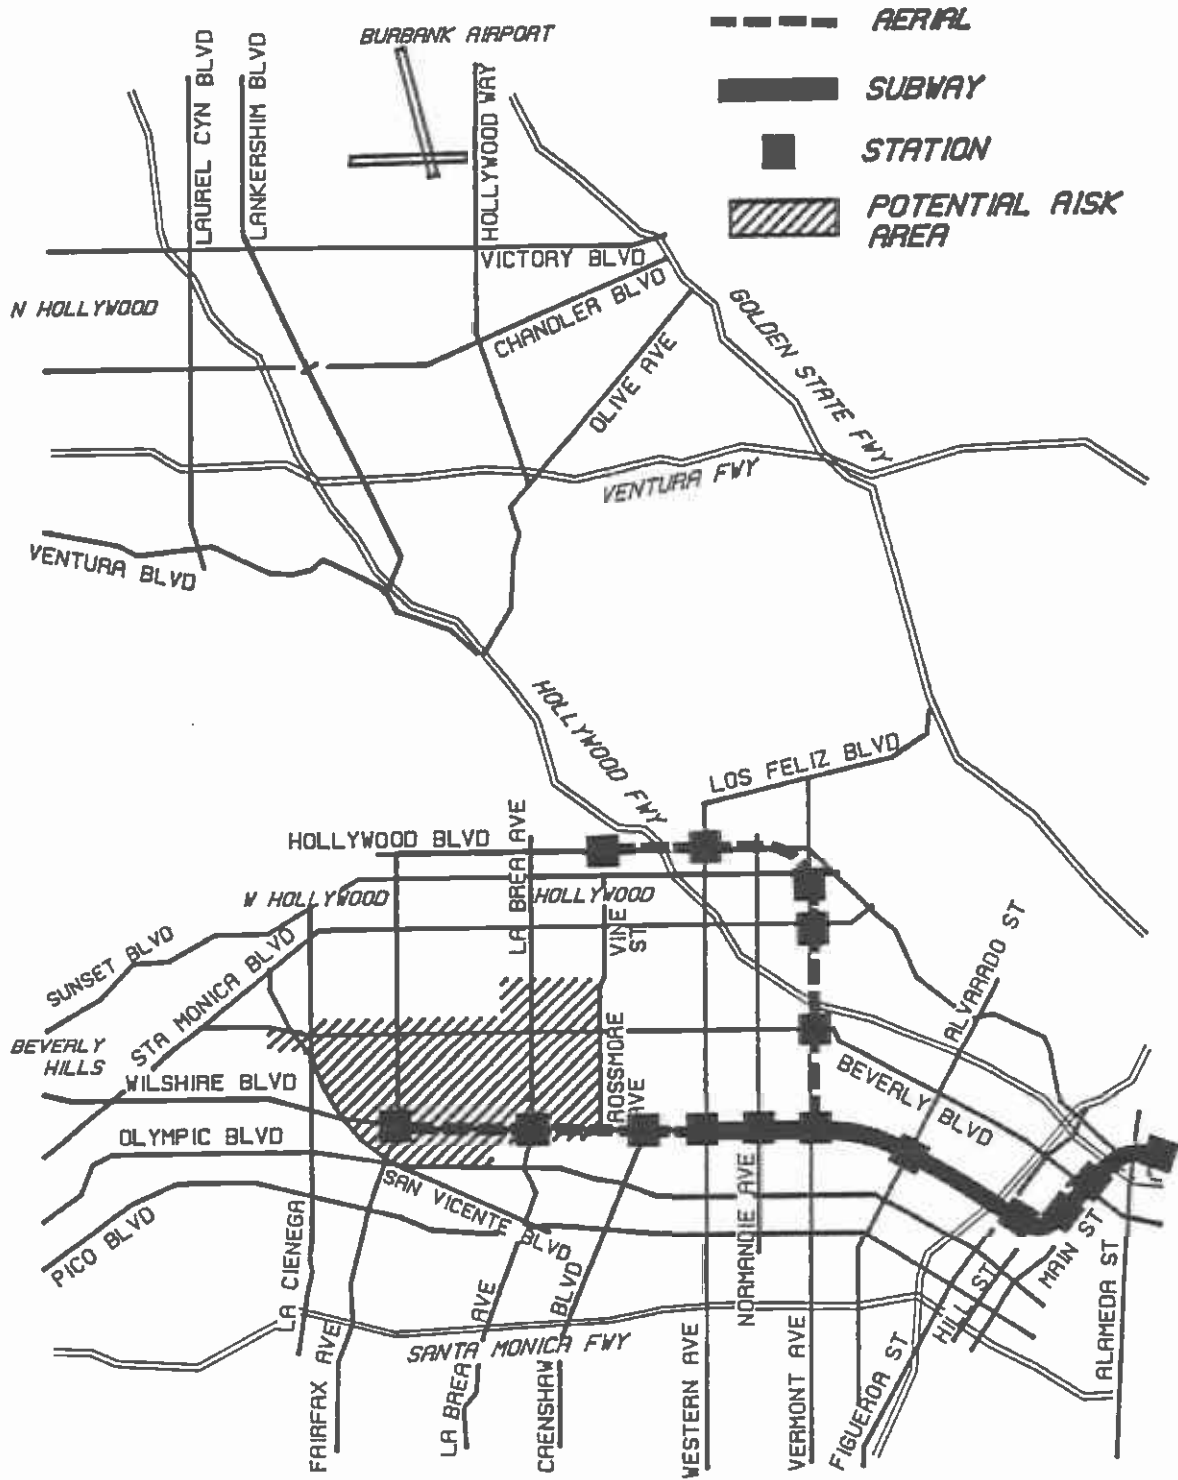 BURBANK AIRPORT
AERIAL
SUBWAY
STATION
POTENTIAL RISK
AREA
LAUREL CYN BLVD
LANKERSHIM BLVD
HOLLYWOOD WAY
VICTORY BLVD
N HOLLYWOOD
CHANDLER BLVD
GOLDEN STATE FWY
OLIVE AVE
VENTURA FWY
VENTURA BLVD
HOLLYWOOD FWY
LOS FELIZ BLVD
HOLLYWOOD BLVD
LA BREA AVE
W HOLLYWOOD
HOLLYWOOD
VINE
ST
SUNSET BLVD
STA MONICA BLVD
ALVARADO ST
BEVERLY
HILLS
WILSHIRE BLVD
ROSSMORE
AVE
BEVERLY BLVD
OLYMPIC BLVD
SAN VICENTE BLVD
PICO BLVD
LA CIENEGA
NORMANDIE AVE
MAIN ST
HILL ST
ALAMEDA ST
FAIRFAX AVE
LA BREA AVE
CRENSHAW BLVD
SANTA MONICA FWY
WESTERN AVE
VERMONT AVE
FIGUEROA ST